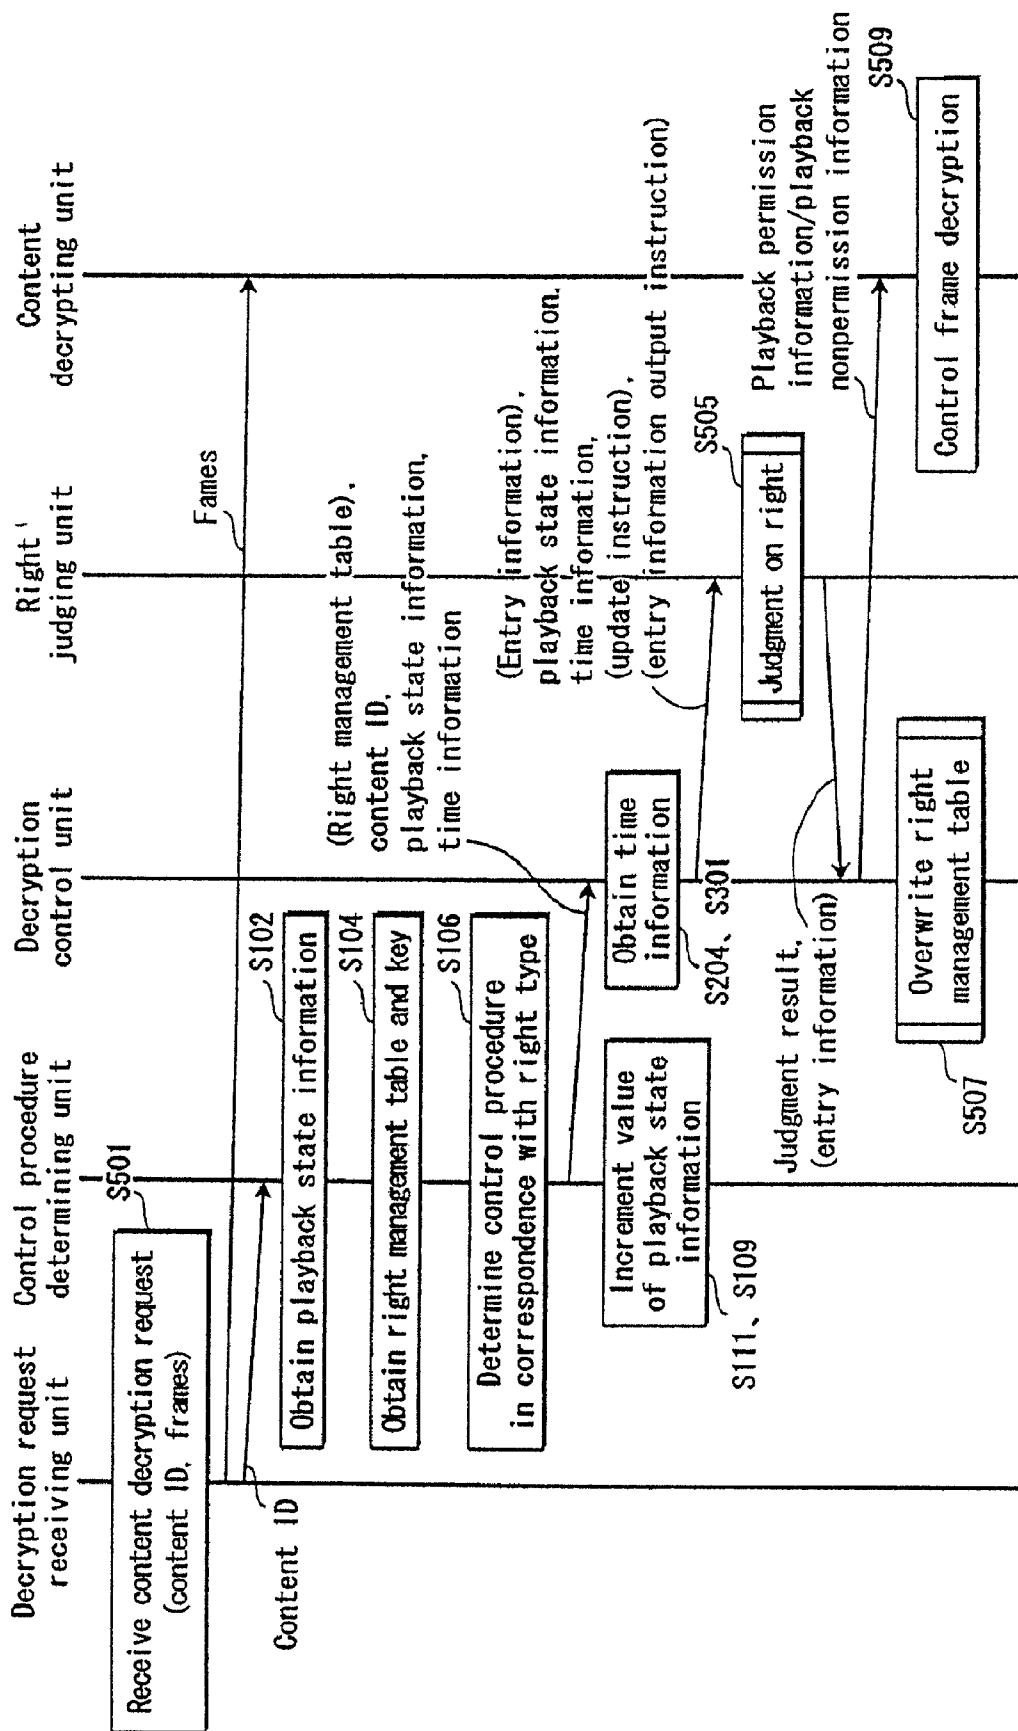 Decryption request
receiving unit
Control procedure
determining unit
Decryption
control unit
Right'
judging unit
Content
decrypting unit
S501
Receive content decryption request
(content ID, frames)
Fames
Content ID
S102
Obtain playback state information
S104
Obtain right management table and key
S106
Determine control procedure
in correspondence with right type
(Right management table),
content ID,
playback state information,
time information
Increment value
of playback state
information
S111、S109
Obtain time
information
S204、S301
(Entry information),
playback state information,
time information,
(update instruction),
(entry information output instruction)
S505
Judgment on right
Judgment result,
(entry information)
Playback permission
information/playback
nonpermission information
Overwrite right
management table
S507
S509
Control frame decryption